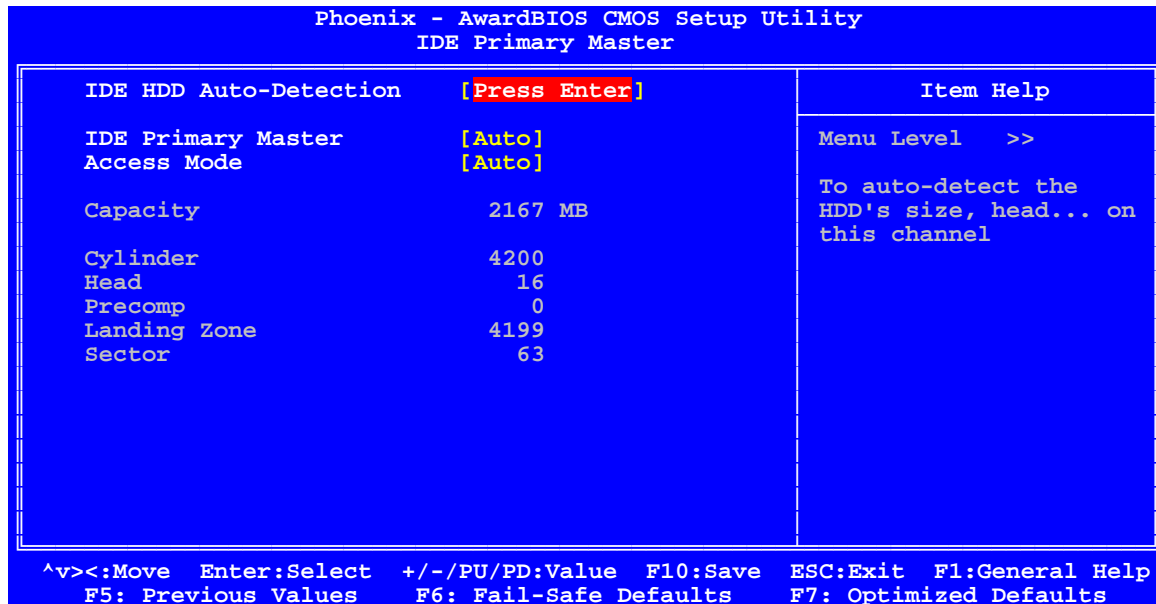 Phoenix - AwardBIOS CMOS Setup Utility
IDE Primary Master
IDE HDD Auto-Detection [Press Enter]
IDE Primary Master [Auto]
Access Mode [Auto]
Capacity 2167 MB
Cylinder 4200
Head 16
Precomp 0
Landing Zone 4199
Sector 63
Item Help
Menu Level >>
To auto-detect the
HDD's size, head... on
this channel
^v><:Move Enter:Select +/-/PU/PD:Value F10:Save ESC:Exit F1:General Help
F5: Previous Values F6: Fail-Safe Defaults F7: Optimized Defaults